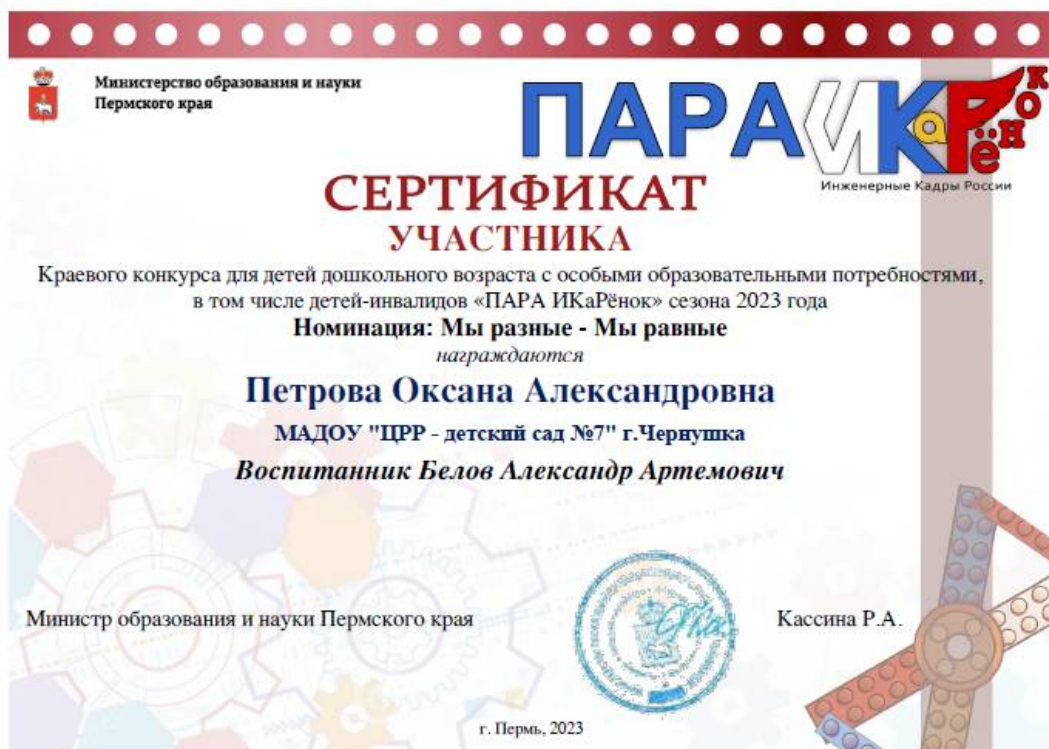 Министерство образования и науки
Пермского края
ПАРАИКаРёнок
Инженерные Кадры России
СЕРТИФИКАТ
УЧАСТНИКА
Краевого конкурса для детей дошкольного возраста с особыми образовательными потребностями,
в том числе детей-инвалидов «ПАРА ИКаРёнок» сезона 2023 года
Номинация: Мы разные - Мы равные
награждаются
Петрова Оксана Александровна
МАДОУ "ЦРР - детский сад №7" г.Чернушка
Воспитанник Белов Александр Артемович
Министр образования и науки Пермского края
Кассина Р.А.
г. Пермь, 2023